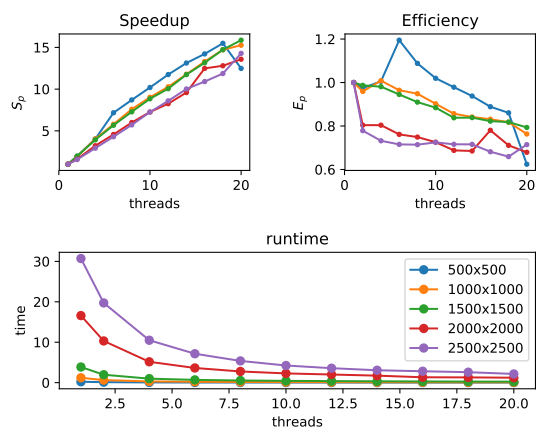 Speedup
Efficiency
15
10
5
S_p
0
10
20
threads
1.2
1.0
0.8
0.6
E_p
0
10
20
threads
runtime
30
20
10
0
time
500x500
1000x1000
1500x1500
2000x2000
2500x2500
2.5
5.0
7.5
10.0
12.5
15.0
17.5
20.0
threads